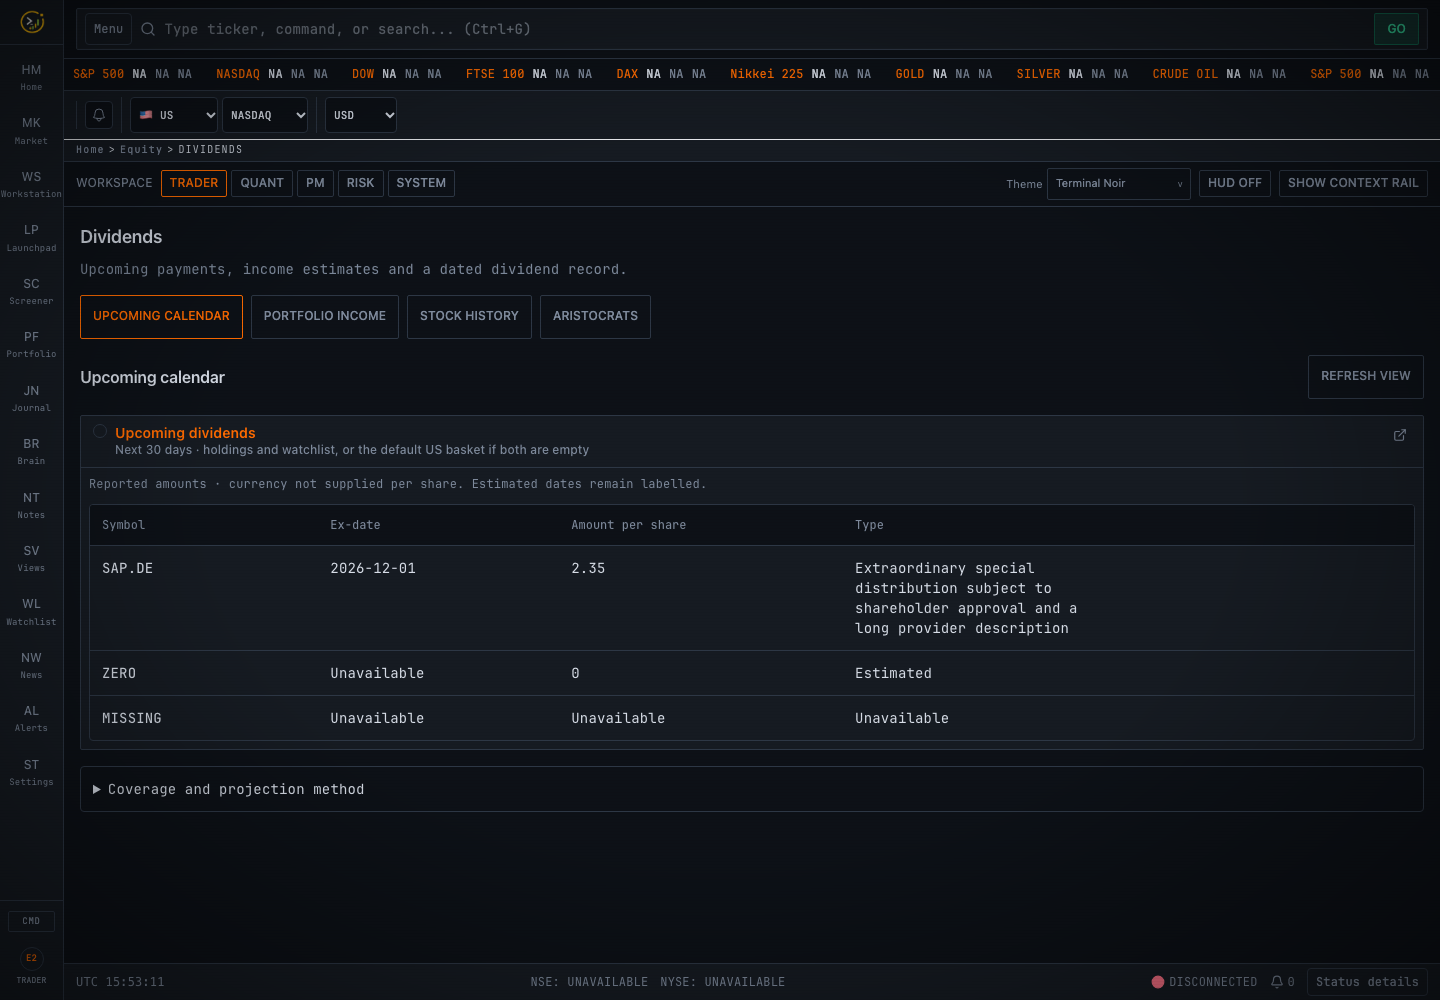 Menu
Type ticker, command, or search... (Ctrl+G)
GO
S&P 500 NA NA NA NASDAQ NA NA NA DOW NA NA NA FTSE 100 NA NA NA DAX NA NA NA Nikkei 225 NA NA NA GOLD NA NA NA SILVER NA NA NA CRUDE OIL NA NA NA S&P 500 NA NA NA
US NASDAQ USD
Home > Equity > DIVIDENDS
WORKSPACE TRADER QUANT PM RISK SYSTEM
Theme Terminal Noir HUD OFF SHOW CONTEXT RAIL
HM
Home
MK
Market
WS
Workstation
LP
Launchpad
SC
Screener
PF
Portfolio
JN
Journal
BR
Brain
NT
Notes
SV
Views
WL
Watchlist
NW
News
AL
Alerts
ST
Settings
CMD
E2
TRADER
Dividends
Upcoming payments, income estimates and a dated dividend record.
UPCOMING CALENDAR PORTFOLIO INCOME STOCK HISTORY ARISTOCRATS
Upcoming calendar
REFRESH VIEW
Upcoming dividends
Next 30 days · holdings and watchlist, or the default US basket if both are empty
Reported amounts · currency not supplied per share. Estimated dates remain labelled.
Symbol Ex-date Amount per share Type
SAP.DE 2026-12-01 2.35 Extraordinary special
distribution subject to
shareholder approval and a
long provider description
ZERO Unavailable 0 Estimated
MISSING Unavailable Unavailable Unavailable
Coverage and projection method
UTC 15:53:11
NSE: UNAVAILABLE NYSE: UNAVAILABLE
DISCONNECTED 0 Status details